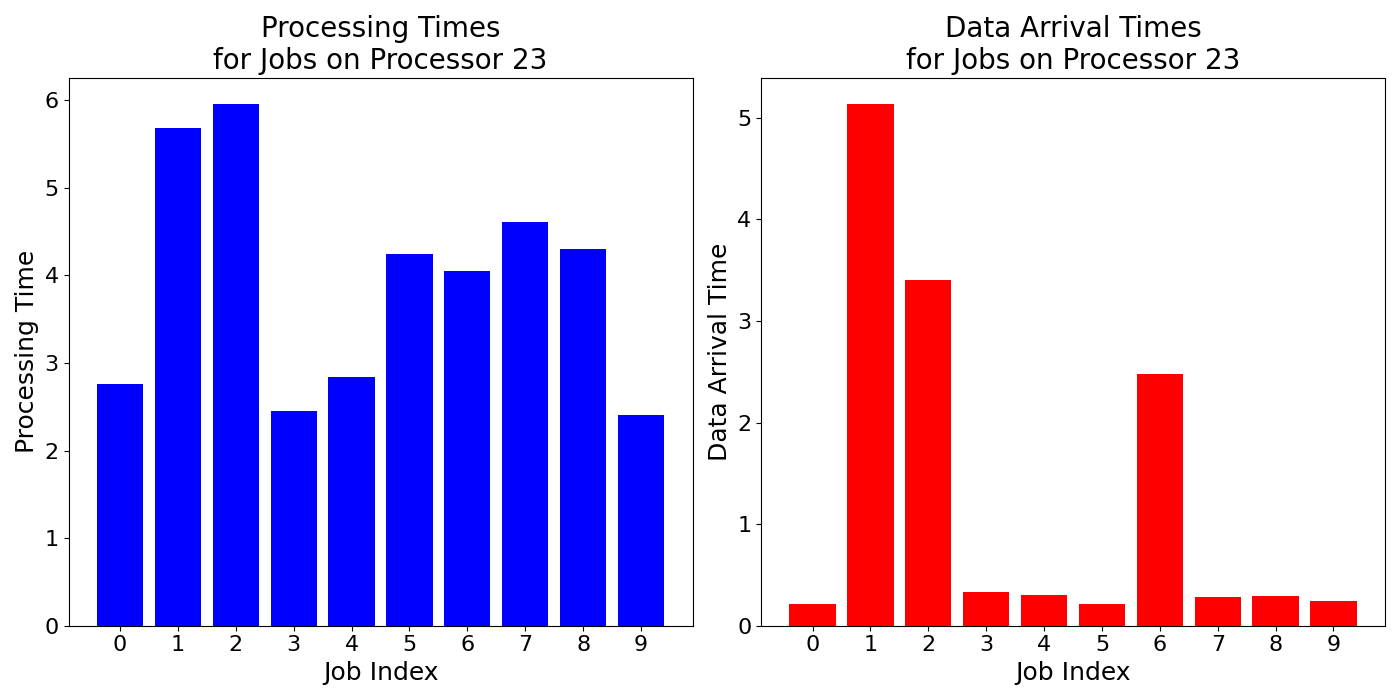 Processing Times
for Jobs on Processor 23
Processing Time
6
5
4
3
2
1
0
0 1 2 3 4 5 6 7 8 9
Job Index
Data Arrival Times
for Jobs on Processor 23
Data Arrival Time
5
4
3
2
1
0
0 1 2 3 4 5 6 7 8 9
Job Index